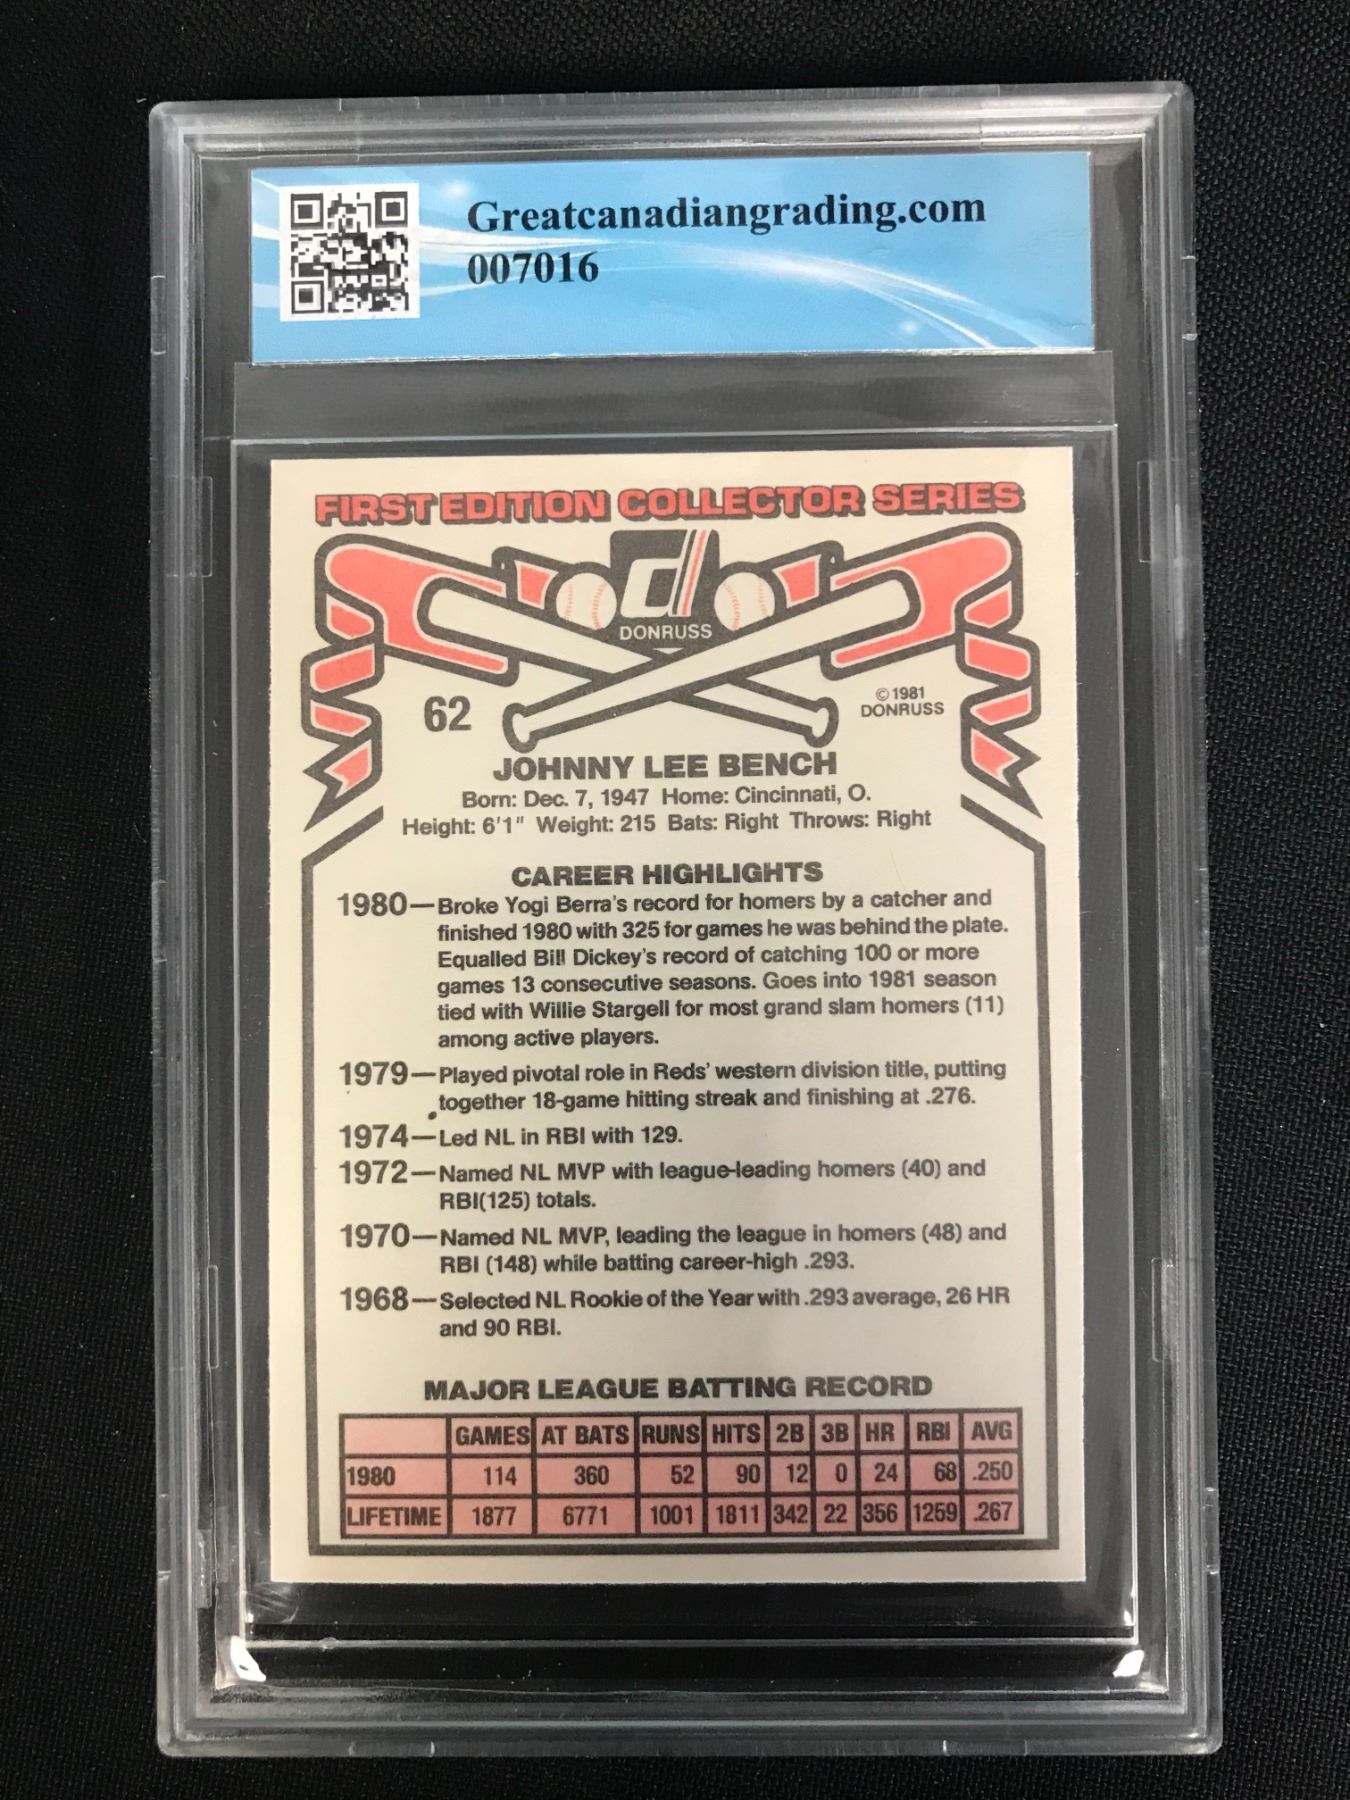 Greatcanadiangrading.com
007016
FIRST EDITION COLLECTOR SERIES
d
DONRUSS
62
© 1981
DONRUSS
JOHNNY LEE BENCH
Born: Dec. 7, 1947 Home: Cincinnati, O.
Height: 6'1" Weight: 215 Bats: Right Throws: Right
CAREER HIGHLIGHTS
1980—Broke Yogi Berra's record for homers by a catcher and
finished 1980 with 325 for games he was behind the plate.
Equalled Bill Dickey's record of catching 100 or more
games 13 consecutive seasons. Goes into 1981 season
tied with Willie Stargell for most grand slam homers (11)
among active players.
1979—Played pivotal role in Reds' western division title, putting
together 18-game hitting streak and finishing at .276.
1974—Led NL in RBI with 129.
1972—Named NL MVP with league-leading homers (40) and
RBI(125) totals.
1970—Named NL MVP, leading the league in homers (48) and
RBI (148) while batting career-high .293.
1968—Selected NL Rookie of the Year with .293 average, 26 HR
and 90 RBI.
MAJOR LEAGUE BATTING RECORD
GAMES AT BATS RUNS HITS 2B 3B HR RBI AVG
1980 114 360 52 90 12 0 24 68 .250
LIFETIME 1877 6771 1001 1811 342 22 356 1259 .267